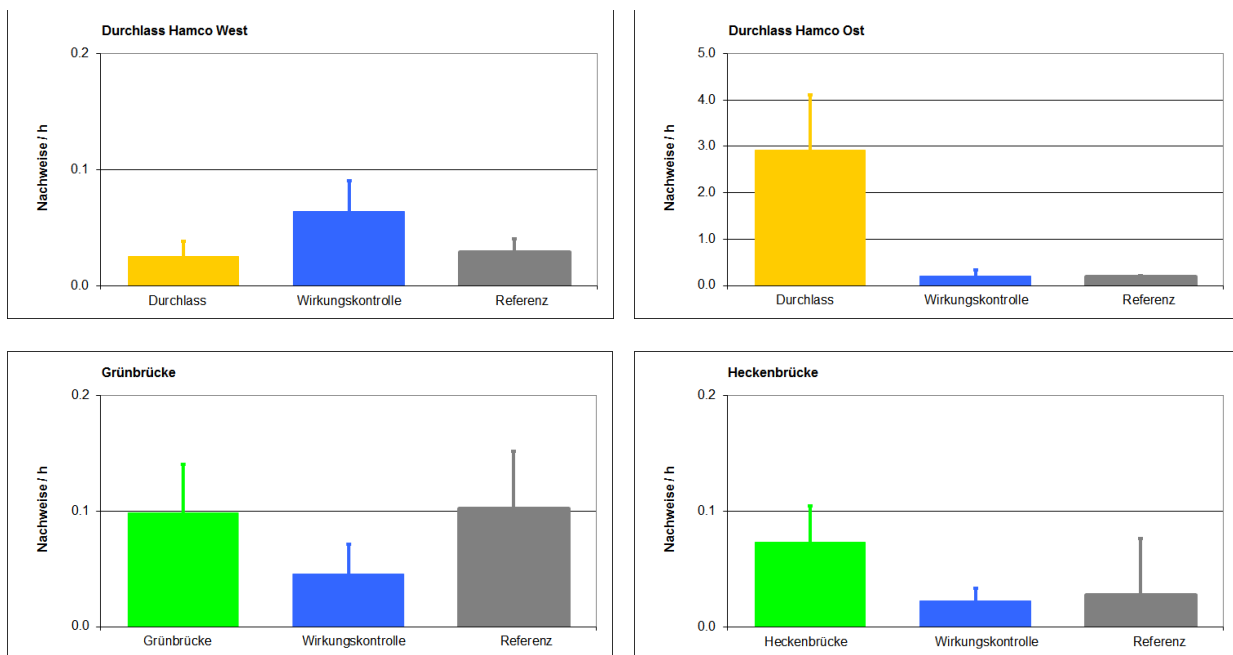 Durchlass Hamco West
Nachweise / h
0.2
0.1
0.0
Durchlass Wirkungskontrolle Referenz
Durchlass Hamco Ost
Nachweise / h
5.0
4.0
3.0
2.0
1.0
0.0
Durchlass Wirkungskontrolle Referenz
Grünbrücke
Nachweise / h
0.2
0.1
0.0
Grünbrücke Wirkungskontrolle Referenz
Heckenbrücke
Nachweise / h
0.2
0.1
0.0
Heckenbrücke Wirkungskontrolle Referenz